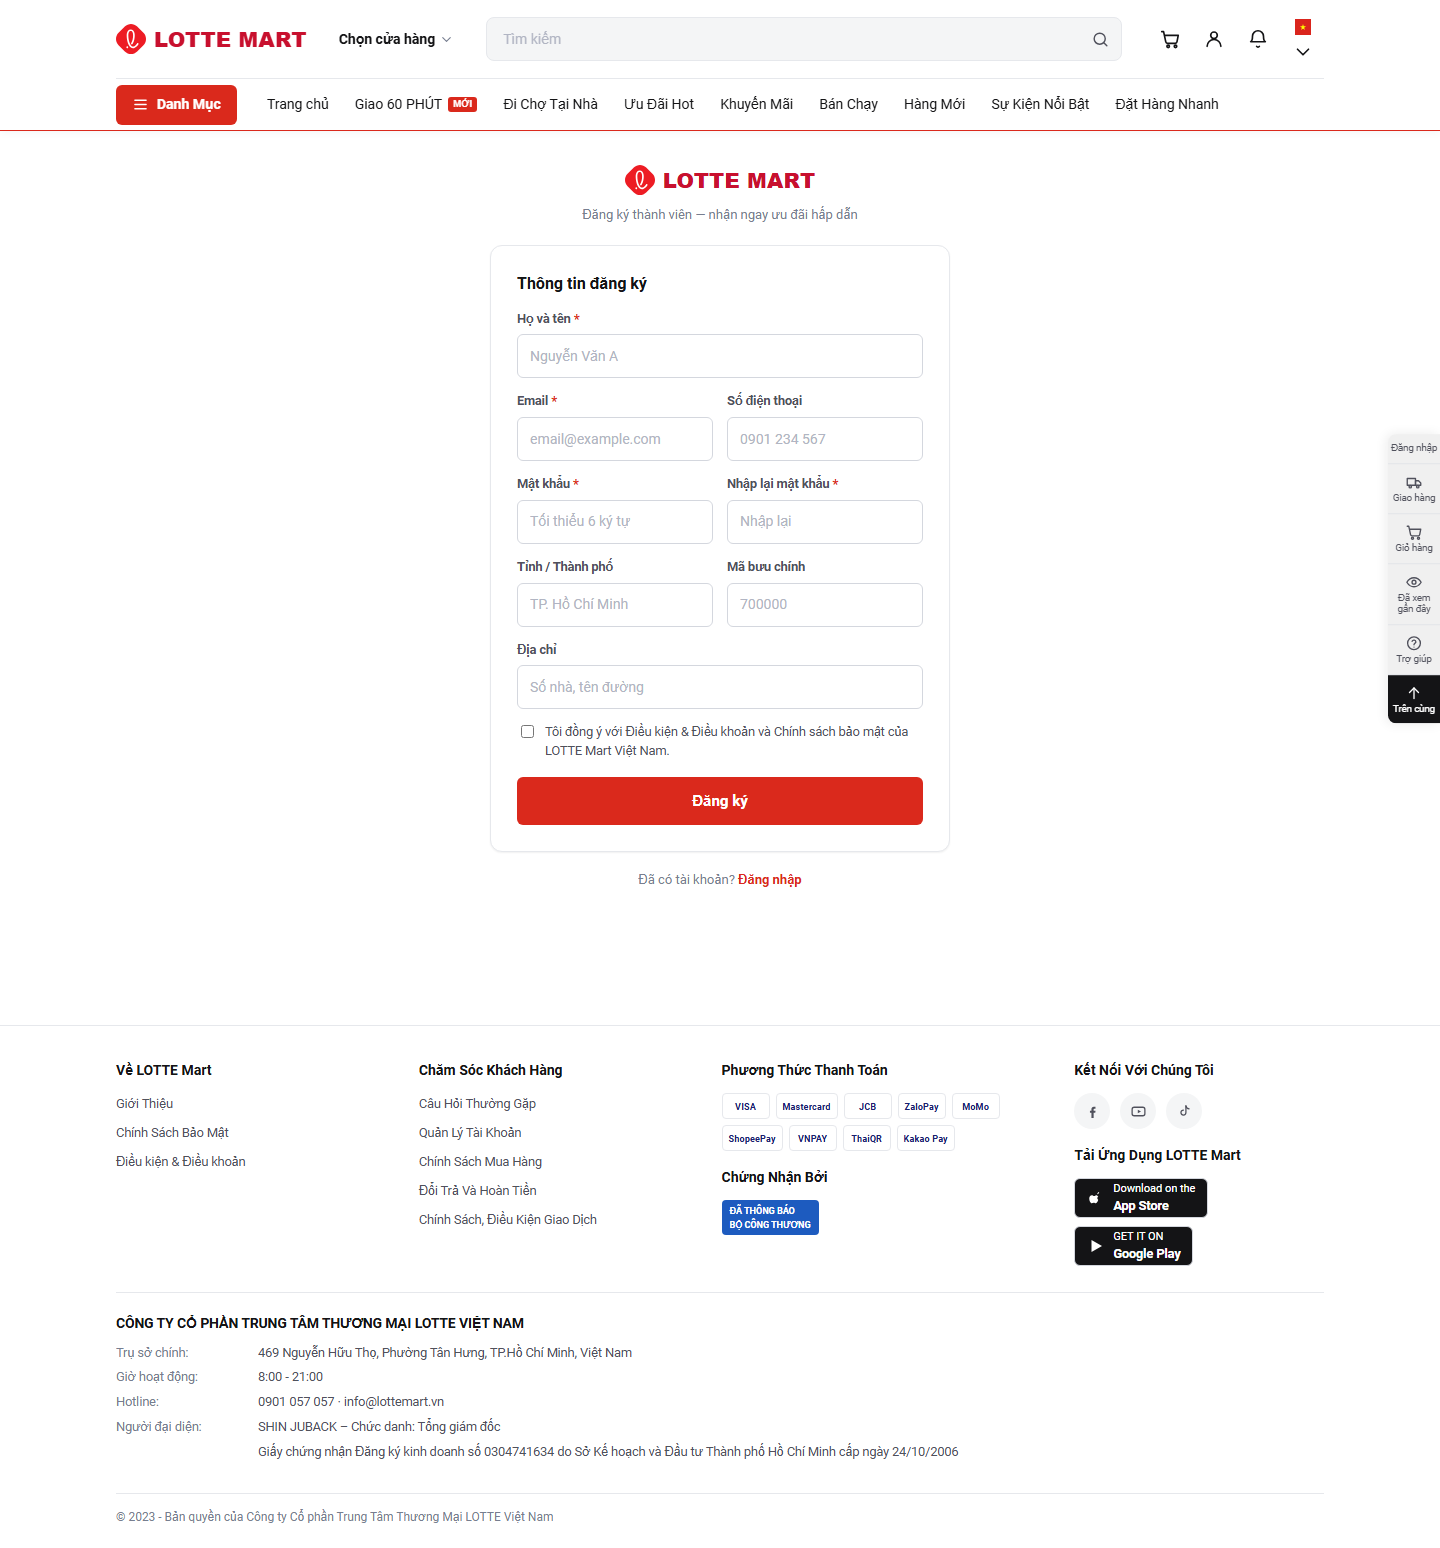 LOTTE MART
Chọn cửa hàng
Tìm kiếm
Danh Mục
Trang chủ
Giao 60 PHÚT MỚI
Đi Chợ Tại Nhà
Ưu Đãi Hot
Khuyến Mãi
Bán Chạy
Hàng Mới
Sự Kiện Nổi Bật
Đặt Hàng Nhanh
LOTTE MART
Đăng ký thành viên — nhận ngay ưu đãi hấp dẫn
Thông tin đăng ký
Họ và tên *
Nguyễn Văn A
Email *
Số điện thoại
email@example.com
0901 234 567
Mật khẩu *
Nhập lại mật khẩu *
Tối thiểu 6 ký tự
Nhập lại
Tỉnh / Thành phố
Mã bưu chính
TP. Hồ Chí Minh
700000
Địa chỉ
Số nhà, tên đường
Tôi đồng ý với Điều kiện & Điều khoản và Chính sách bảo mật của
LOTTE Mart Việt Nam.
Đăng ký
Đã có tài khoản? Đăng nhập
Đăng nhập
Giao hàng
Giỏ hàng
Đã xem
gần đây
Trợ giúp
Trên cùng
Về LOTTE Mart
Giới Thiệu
Chính Sách Bảo Mật
Điều kiện & Điều khoản
Chăm Sóc Khách Hàng
Câu Hỏi Thường Gặp
Quản Lý Tài Khoản
Chính Sách Mua Hàng
Đổi Trả Và Hoàn Tiền
Chính Sách, Điều Kiện Giao Dịch
Phương Thức Thanh Toán
VISA
Mastercard
JCB
ZaloPay
MoMo
ShopeePay
VNPAY
ThaiQR
Kakao Pay
Chứng Nhận Bởi
ĐÃ THÔNG BÁO
BỘ CÔNG THƯƠNG
Kết Nối Với Chúng Tôi
Tải Ứng Dụng LOTTE Mart
Download on the
App Store
GET IT ON
Google Play
CÔNG TY CỔ PHẦN TRUNG TÂM THƯƠNG MẠI LOTTE VIỆT NAM
Trụ sở chính: 469 Nguyễn Hữu Thọ, Phường Tân Hưng, TP.Hồ Chí Minh, Việt Nam
Giờ hoạt động: 8:00 - 21:00
Hotline: 0901 057 057 · info@lottemart.vn
Người đại diện: SHIN JUBACK – Chức danh: Tổng giám đốc
Giấy chứng nhận Đăng ký kinh doanh số 0304741634 do Sở Kế hoạch và Đầu tư Thành phố Hồ Chí Minh cấp ngày 24/10/2006
© 2023 - Bản quyền của Công ty Cổ phần Trung Tâm Thương Mại LOTTE Việt Nam